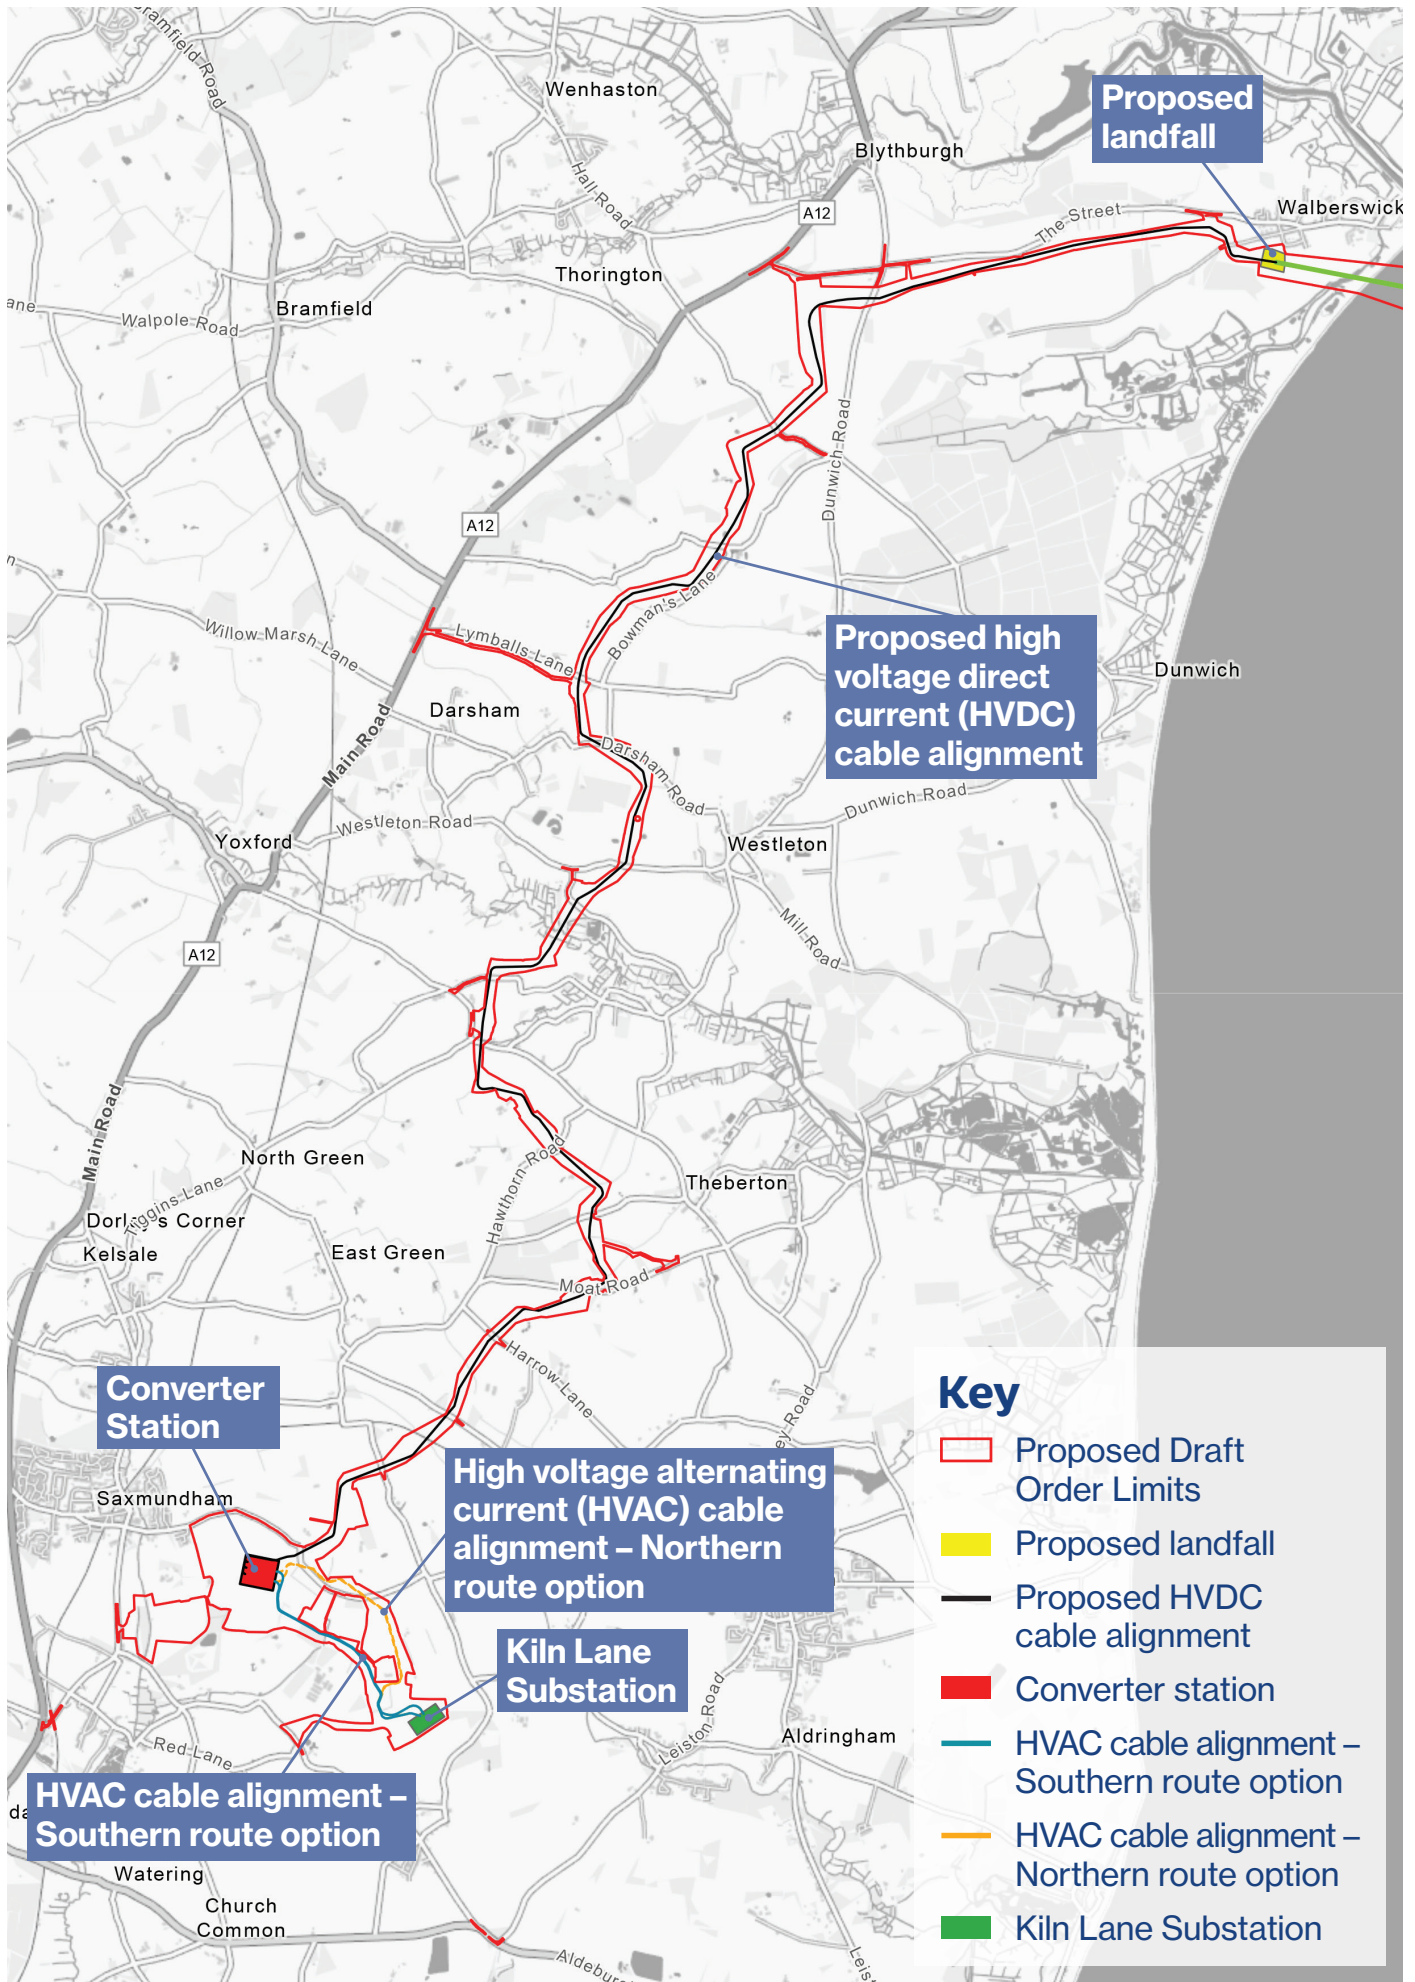 Bramfield Road
Wenhaston
Proposed
landfall
Blythburgh
Hall Road
A12
The Street
Walberswick
Thorington
Bramfield
Walpole Road
Dunwich Road
A12
Bowman's Lane
Willow Marsh Lane
Lymballs Lane
Proposed high
voltage direct
current (HVDC)
cable alignment
Dunwich
Darsham
Main Road
Darsham Road
Dunwich Road
Westleton Road
Yoxford
Westleton
Mill Road
A12
Main Road
North Green
Hawthorn Road
Theberton
Tiggins Lane
Kelsale
East Green
Moat Road
Harrow Lane
Converter
Station
High voltage alternating
current (HVAC) cable
alignment – Northern
route option
Saxmundham
Kiln Lane
Substation
Leiston Road
Aldringham
Red Lane
HVAC cable alignment –
Southern route option
Watering
Church
Common
Key
Proposed Draft
Order Limits
Proposed landfall
Proposed HVDC
cable alignment
Converter station
HVAC cable alignment –
Southern route option
HVAC cable alignment –
Northern route option
Kiln Lane Substation